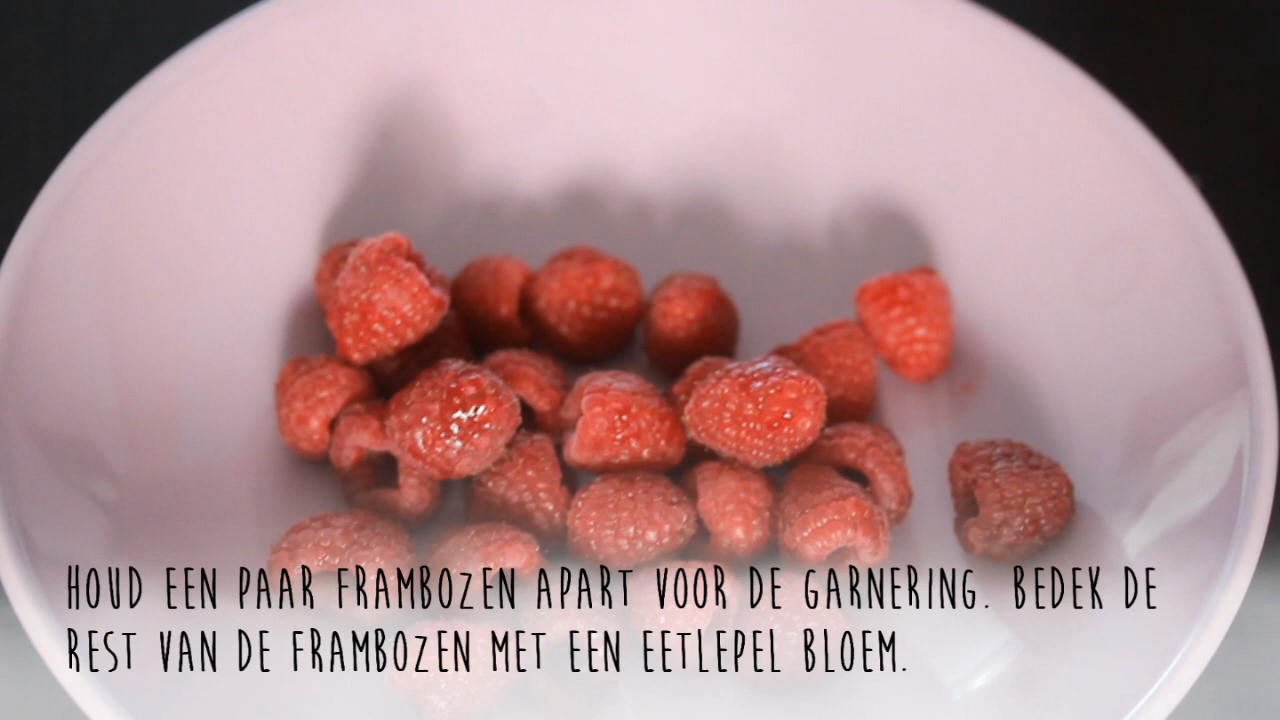 HOUD EEN PAAR FRAMBOZEN APART VOOR DE GARNERING. BEDEK DE
REST VAN DE FRAMBOZEN MET EEN EETLEPEL BLOEM.